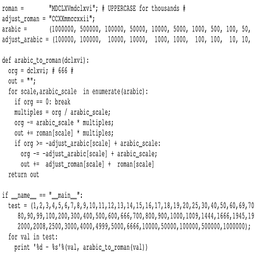 roman =        "MDCLXVmdclxvi"; # UPPERCASE for thousands #
adjust_roman = "CCXXmmccxxii";
arabic =       (1000000, 500000, 100000, 50000, 10000, 5000, 1000, 500, 100, 50,
adjust_arabic = (100000, 100000,  10000, 10000,  1000, 1000,  100, 100,  10, 10,
def arabic_to_roman(dclxvi):
  org = dclxvi; # 666 #
  out = "";
  for scale,arabic_scale  in enumerate(arabic):
    if org == 0: break
    multiples = org / arabic_scale;
    org -= arabic_scale * multiples;
    out += roman[scale] * multiples;
    if org >= -adjust_arabic[scale] + arabic_scale:
      org -= -adjust_arabic[scale] + arabic_scale;
      out +=  adjust_roman[scale] +  roman[scale]
  return out
if __name__ == "__main__":
  test = (1,2,3,4,5,6,7,8,9,10,11,12,13,14,15,16,17,18,19,20,25,30,40,50,60,69,70
     80,90,99,100,200,300,400,500,600,666,700,800,900,1000,1009,1444,1666,1945,19
     2000,2008,2500,3000,4000,4999,5000,6666,10000,50000,100000,500000,1000000);
  for val in test:
    print '%d - %s'%(val, arabic_to_roman(val))